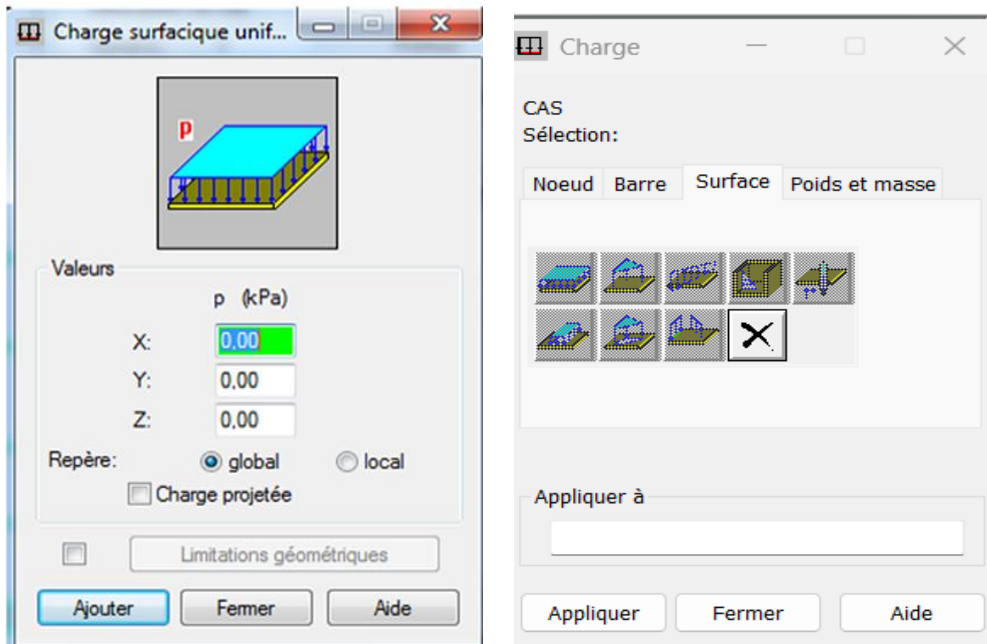 Charge surfacique unif...
P
Valeurs
p (kPa)
X: 0,00
Y: 0,00
Z: 0,00
Repère: global local
Charge projetée
Limitations géométriques
Ajouter Fermer Aide
Charge
CAS
Sélection:
Noeud Barre Surface Poids et masse
Appliquer à
Appliquer Fermer Aide